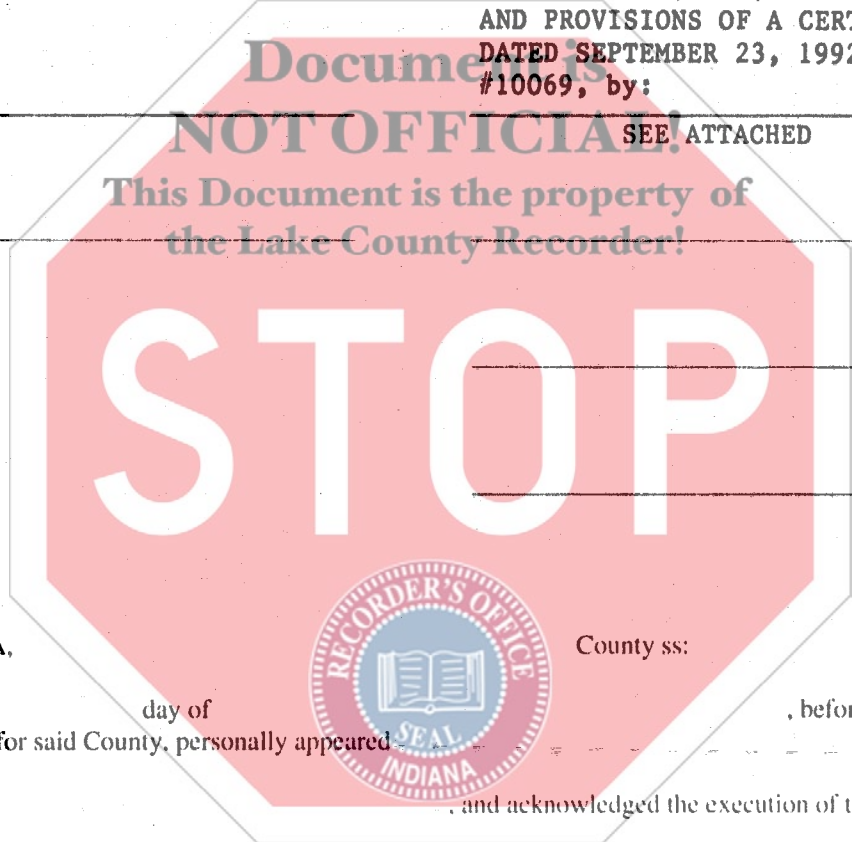 AND PROVISIONS OF A CERT
DATED SEPTEMBER 23, 1992
#10069, by:
Document is
NOT OFFICIAL!
SEE ATTACHED
This Document is the property of
the Lake County Recorder!
STOP
RECORDER'S OFFICE
SEAL
INDIANA
A,
County ss:
day of
, befor
for said County, personally appeared
, and acknowledged the execution of t